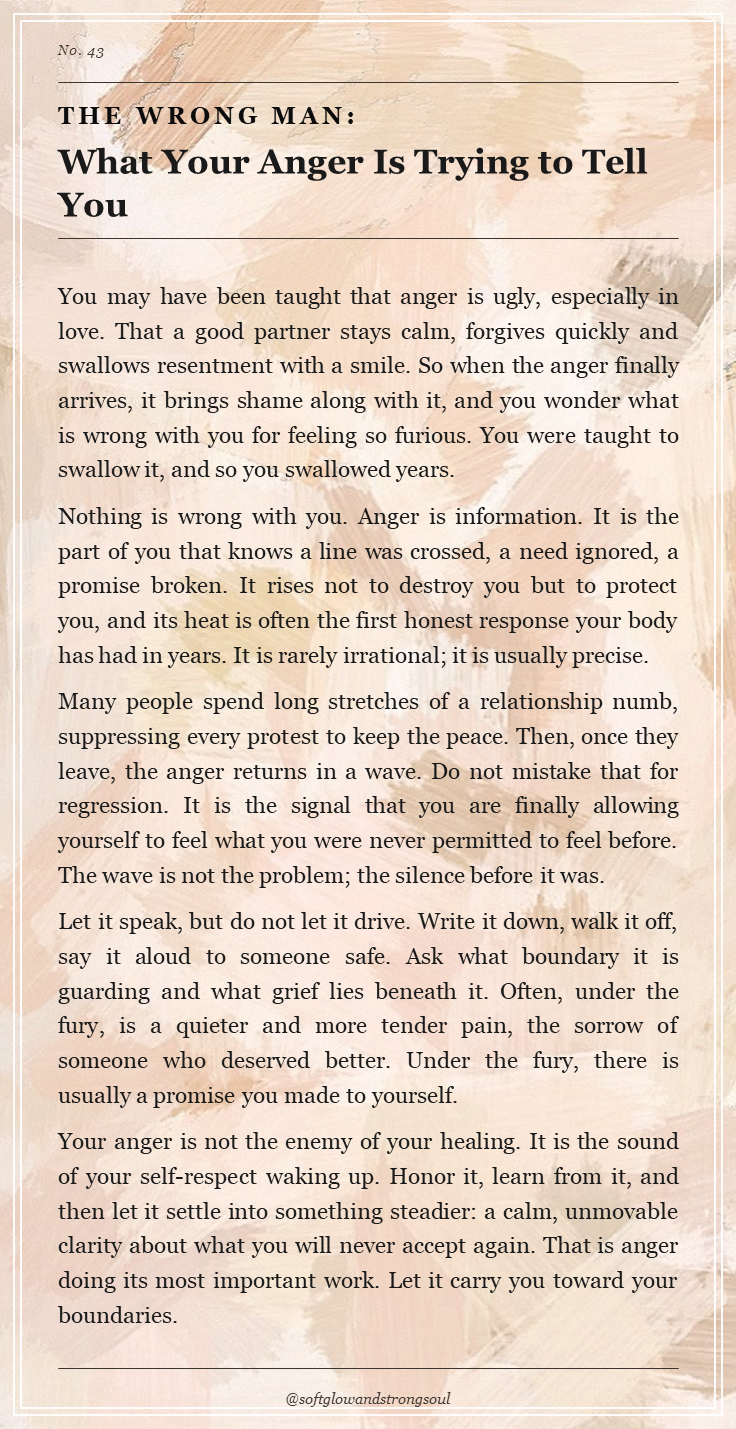 No. 43
THE WRONG MAN:
What Your Anger Is Trying to Tell
You
You may have been taught that anger is ugly, especially in
love. That a good partner stays calm, forgives quickly and
swallows resentment with a smile. So when the anger finally
arrives, it brings shame along with it, and you wonder what
is wrong with you for feeling so furious. You were taught to
swallow it, and so you swallowed years.
Nothing is wrong with you. Anger is information. It is the
part of you that knows a line was crossed, a need ignored, a
promise broken. It rises not to destroy you but to protect
you, and its heat is often the first honest response your body
has had in years. It is rarely irrational; it is usually precise.
Many people spend long stretches of a relationship numb,
suppressing every protest to keep the peace. Then, once they
leave, the anger returns in a wave. Do not mistake that for
regression. It is the signal that you are finally allowing
yourself to feel what you were never permitted to feel before.
The wave is not the problem; the silence before it was.
Let it speak, but do not let it drive. Write it down, walk it off,
say it aloud to someone safe. Ask what boundary it is
guarding and what grief lies beneath it. Often, under the
fury, is a quieter and more tender pain, the sorrow of
someone who deserved better. Under the fury, there is
usually a promise you made to yourself.
Your anger is not the enemy of your healing. It is the sound
of your self-respect waking up. Honor it, learn from it, and
then let it settle into something steadier: a calm, unmovable
clarity about what you will never accept again. That is anger
doing its most important work. Let it carry you toward your
boundaries.
@softglowandstrongsoul